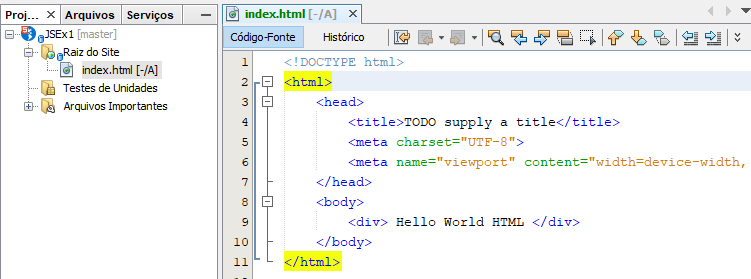 Proj... Arquivos Serviços
JSEx1 [master]
Raiz do Site
index.html [-/A]
Testes de Unidades
Arquivos Importantes
index.html [-/A]
Código-Fonte Histórico
1 <!DOCTYPE html>
2 <html>
3 <head>
4 <title>TODO supply a title</title>
5 <meta charset="UTF-8">
6 <meta name="viewport" content="width=device-width,
7 </head>
8 <body>
9 <div> Hello World HTML </div>
10 </body>
11 </html>